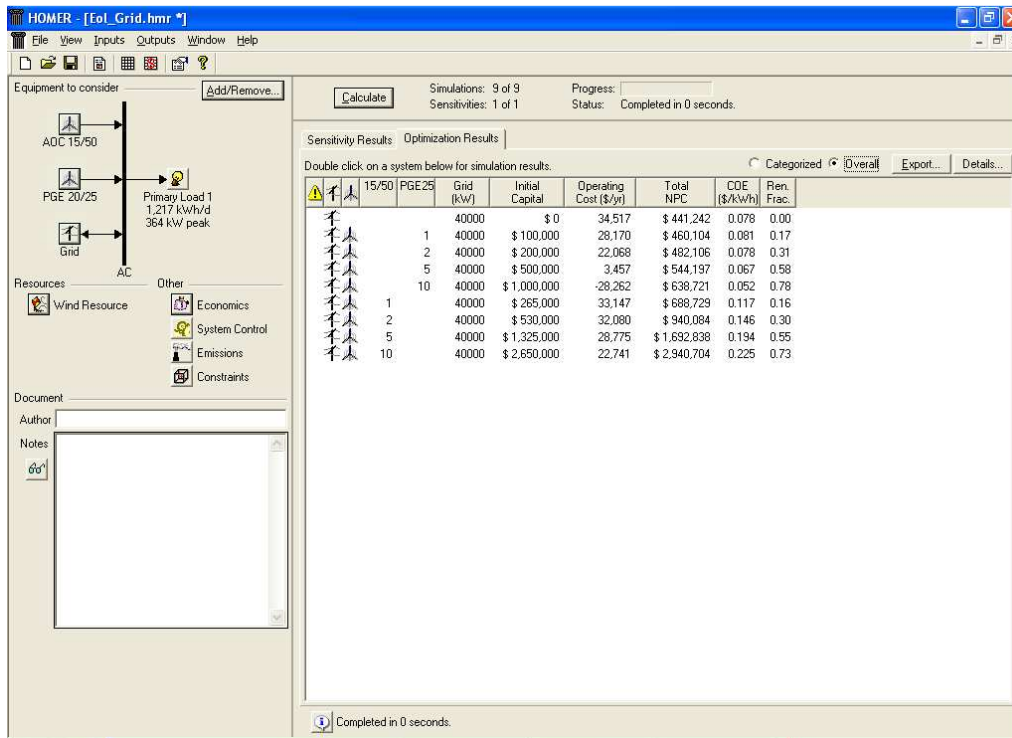 HOMER - [Eol_Grid.hmr *]
File View Inputs Outputs Window Help
Equipment to consider Add/Remove...
AOC 15/50
PGE 20/25
Primary Load 1
1,217 kWh/d
364 kW peak
Grid
AC
Resources Other
Wind Resource Economics
System Control
Emissions
Constraints
Document
Author
Notes
Calculate
Simulations: 9 of 9 Progress:
Sensitivities: 1 of 1 Status: Completed in 0 seconds.
Sensitivity Results Optimization Results
Double click on a system below for simulation results. Categorized Overall Export... Details...
15/50 PGE25 Grid (kW) Initial Capital Operating Cost ($/yr) Total NPC COE ($/kWh) Ren. Frac.
40000 $ 0 34,517 $ 441,242 0.078 0.00
1 40000 $ 100,000 28,170 $ 460,104 0.081 0.17
2 40000 $ 200,000 22,068 $ 482,106 0.078 0.31
5 40000 $ 500,000 3,457 $ 544,197 0.067 0.58
10 40000 $ 1,000,000 -28,262 $ 638,721 0.052 0.78
1 40000 $ 265,000 33,147 $ 688,729 0.117 0.16
2 40000 $ 530,000 32,080 $ 940,084 0.146 0.30
5 40000 $ 1,325,000 28,775 $ 1,692,838 0.194 0.55
10 40000 $ 2,650,000 22,741 $ 2,940,704 0.225 0.73
Completed in 0 seconds.